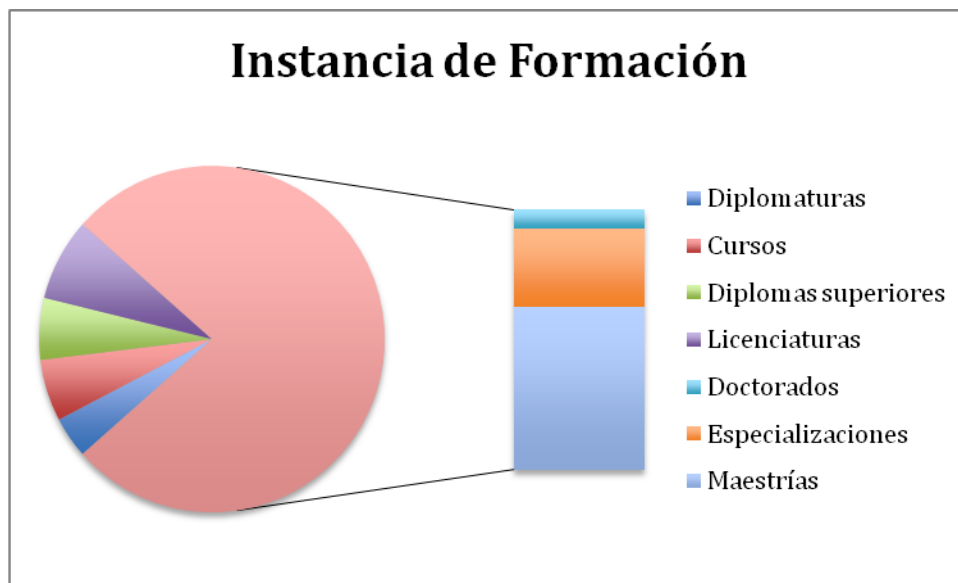 Instancia de Formación
Diplomaturas
Cursos
Diplomas superiores
Licenciaturas
Doctorados
Especializaciones
Maestrías